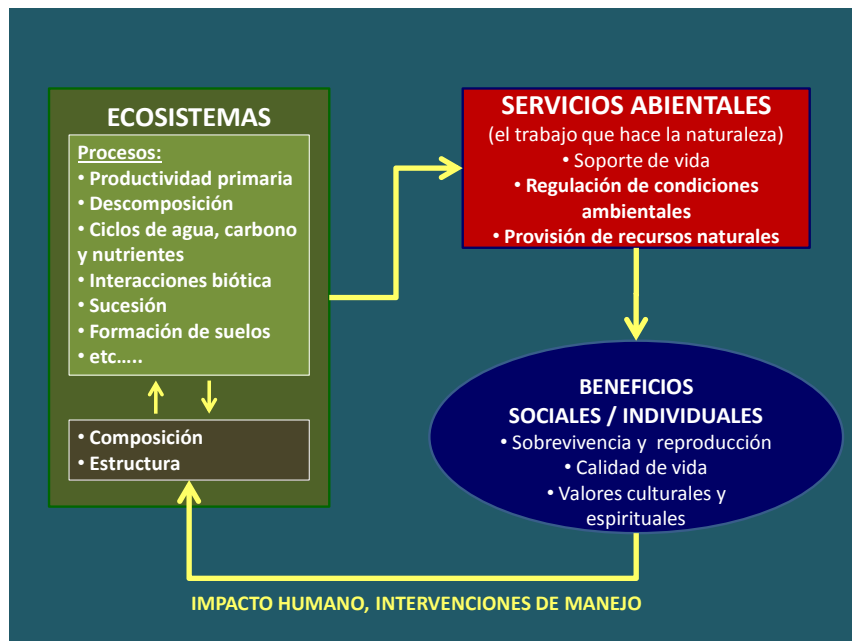 ECOSISTEMAS
Procesos:
• Productividad primaria
• Descomposición
• Ciclos de agua, carbono
y nutrientes
• Interacciones biótica
• Sucesión
• Formación de suelos
• etc…..
• Composición
• Estructura
SERVICIOS ABIENTALES
(el trabajo que hace la naturaleza)
• Soporte de vida
• Regulación de condiciones
ambientales
• Provisión de recursos naturales
BENEFICIOS
SOCIALES / INDIVIDUALES
• Sobrevivencia y reproducción
• Calidad de vida
• Valores culturales y
espirituales
IMPACTO HUMANO, INTERVENCIONES DE MANEJO